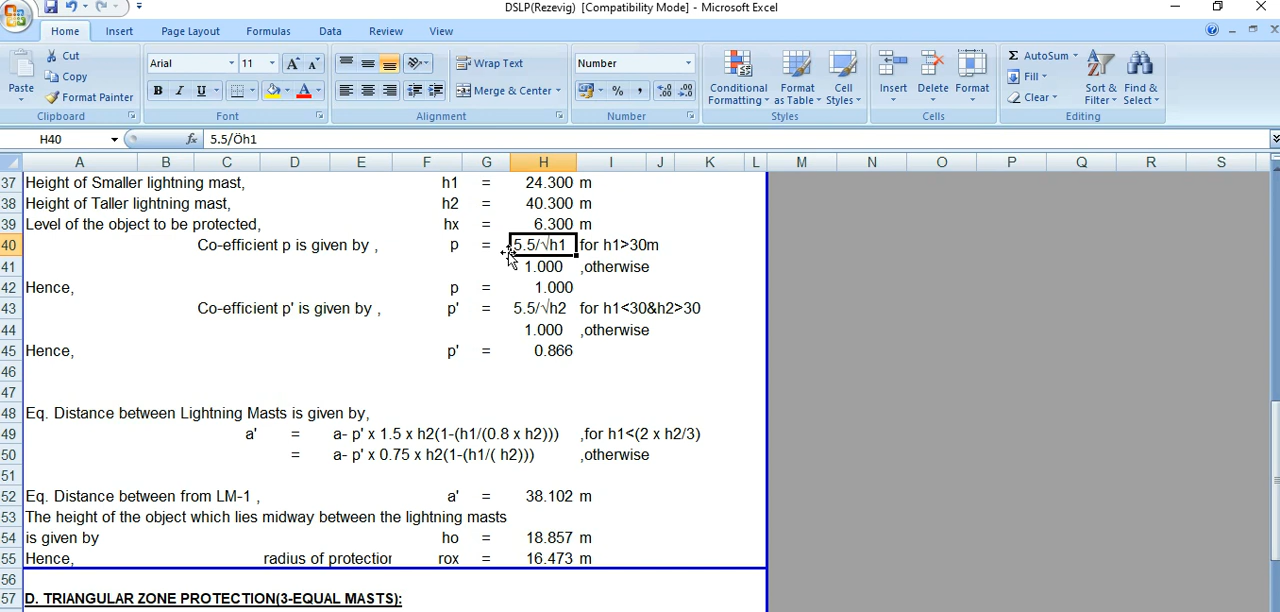 DSLP(Rezevig) [Compatibility Mode] - Microsoft Excel
Home Insert Page Layout Formulas Data Review View
Paste Cut Copy Format Painter Clipboard
Arial 11 B I U Font
Wrap Text Merge & Center Alignment
Number % , Number
Conditional Formatting Format as Table Cell Styles Styles
Insert Delete Format Cells
Σ AutoSum Fill Clear Sort & Filter Find & Select Editing
H40 fx 5.5/Öh1
A B C D E F G H I J K L M N O P Q R S
37 Height of Smaller lightning mast, h1 = 24.300 m
38 Height of Taller lightning mast, h2 = 40.300 m
39 Level of the object to be protected, hx = 6.300 m
40 Co-efficient p is given by , p = 5.5/√h1 for h1>30m
41 1.000 ,otherwise
42 Hence, p = 1.000
43 Co-efficient p' is given by , p' = 5.5/√h2 for h1<30&h2>30
44 1.000 ,otherwise
45 Hence, p' = 0.866
46
47
48 Eq. Distance between Lightning Masts is given by,
49 a' = a- p' x 1.5 x h2(1-(h1/(0.8 x h2))) ,for h1<(2 x h2/3)
50 = a- p' x 0.75 x h2(1-(h1/( h2))) ,otherwise
51
52 Eq. Distance between from LM-1 , a' = 38.102 m
53 The height of the object which lies midway between the lightning masts
54 is given by ho = 18.857 m
55 Hence, radius of protection rox = 16.473 m
56
57 D. TRIANGULAR ZONE PROTECTION(3-EQUAL MASTS):